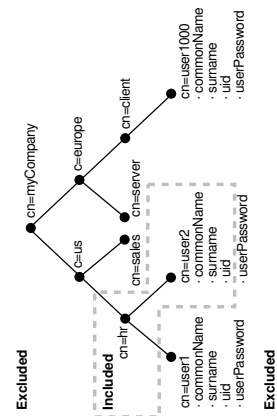 Excluded
cn=myCompany
c=us
c=europe
Included
cn=hr
cn=sales
cn=server
cn=client
cn=user1
· commonName
· surname
· uid
· userPassword
cn=user2
· commonName
· surname
· uid
· userPassword
cn=user1000
· commonName
· surname
· uid
· userPassword
Excluded